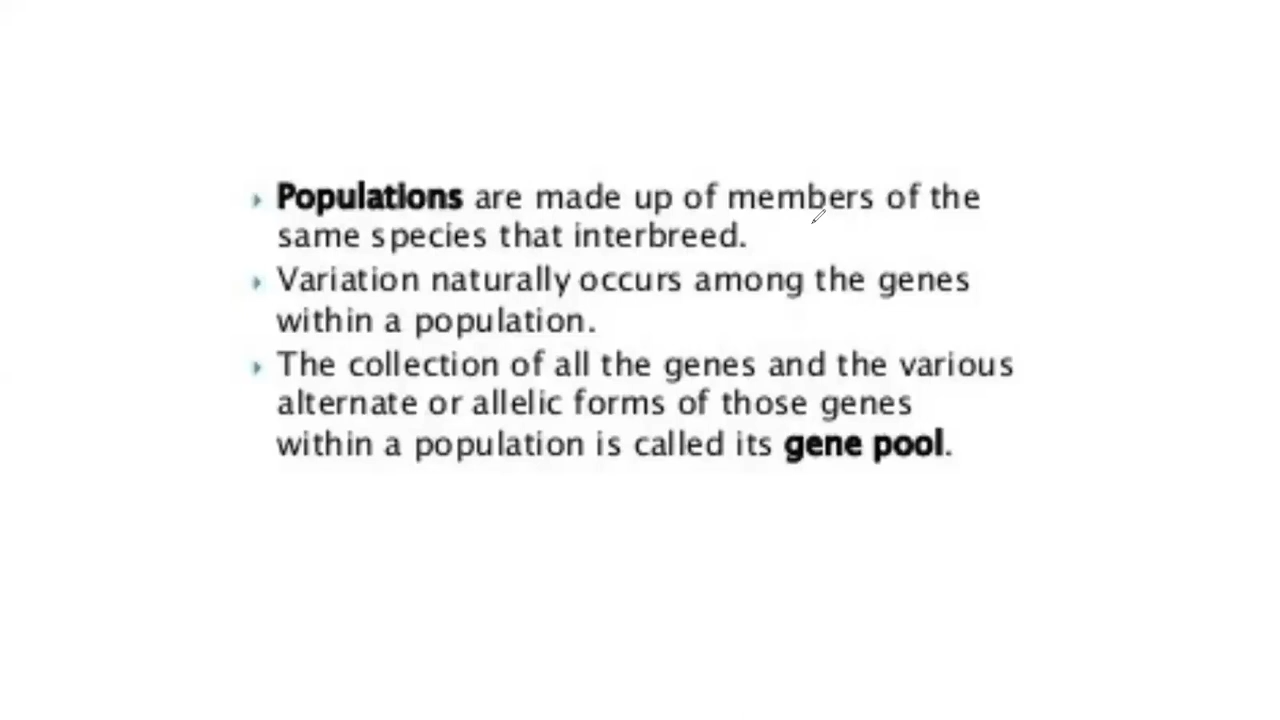 Populations are made up of members of the
same species that interbreed.
Variation naturally occurs among the genes
within a population.
The collection of all the genes and the various
alternate or allelic forms of those genes
within a population is called its gene pool.